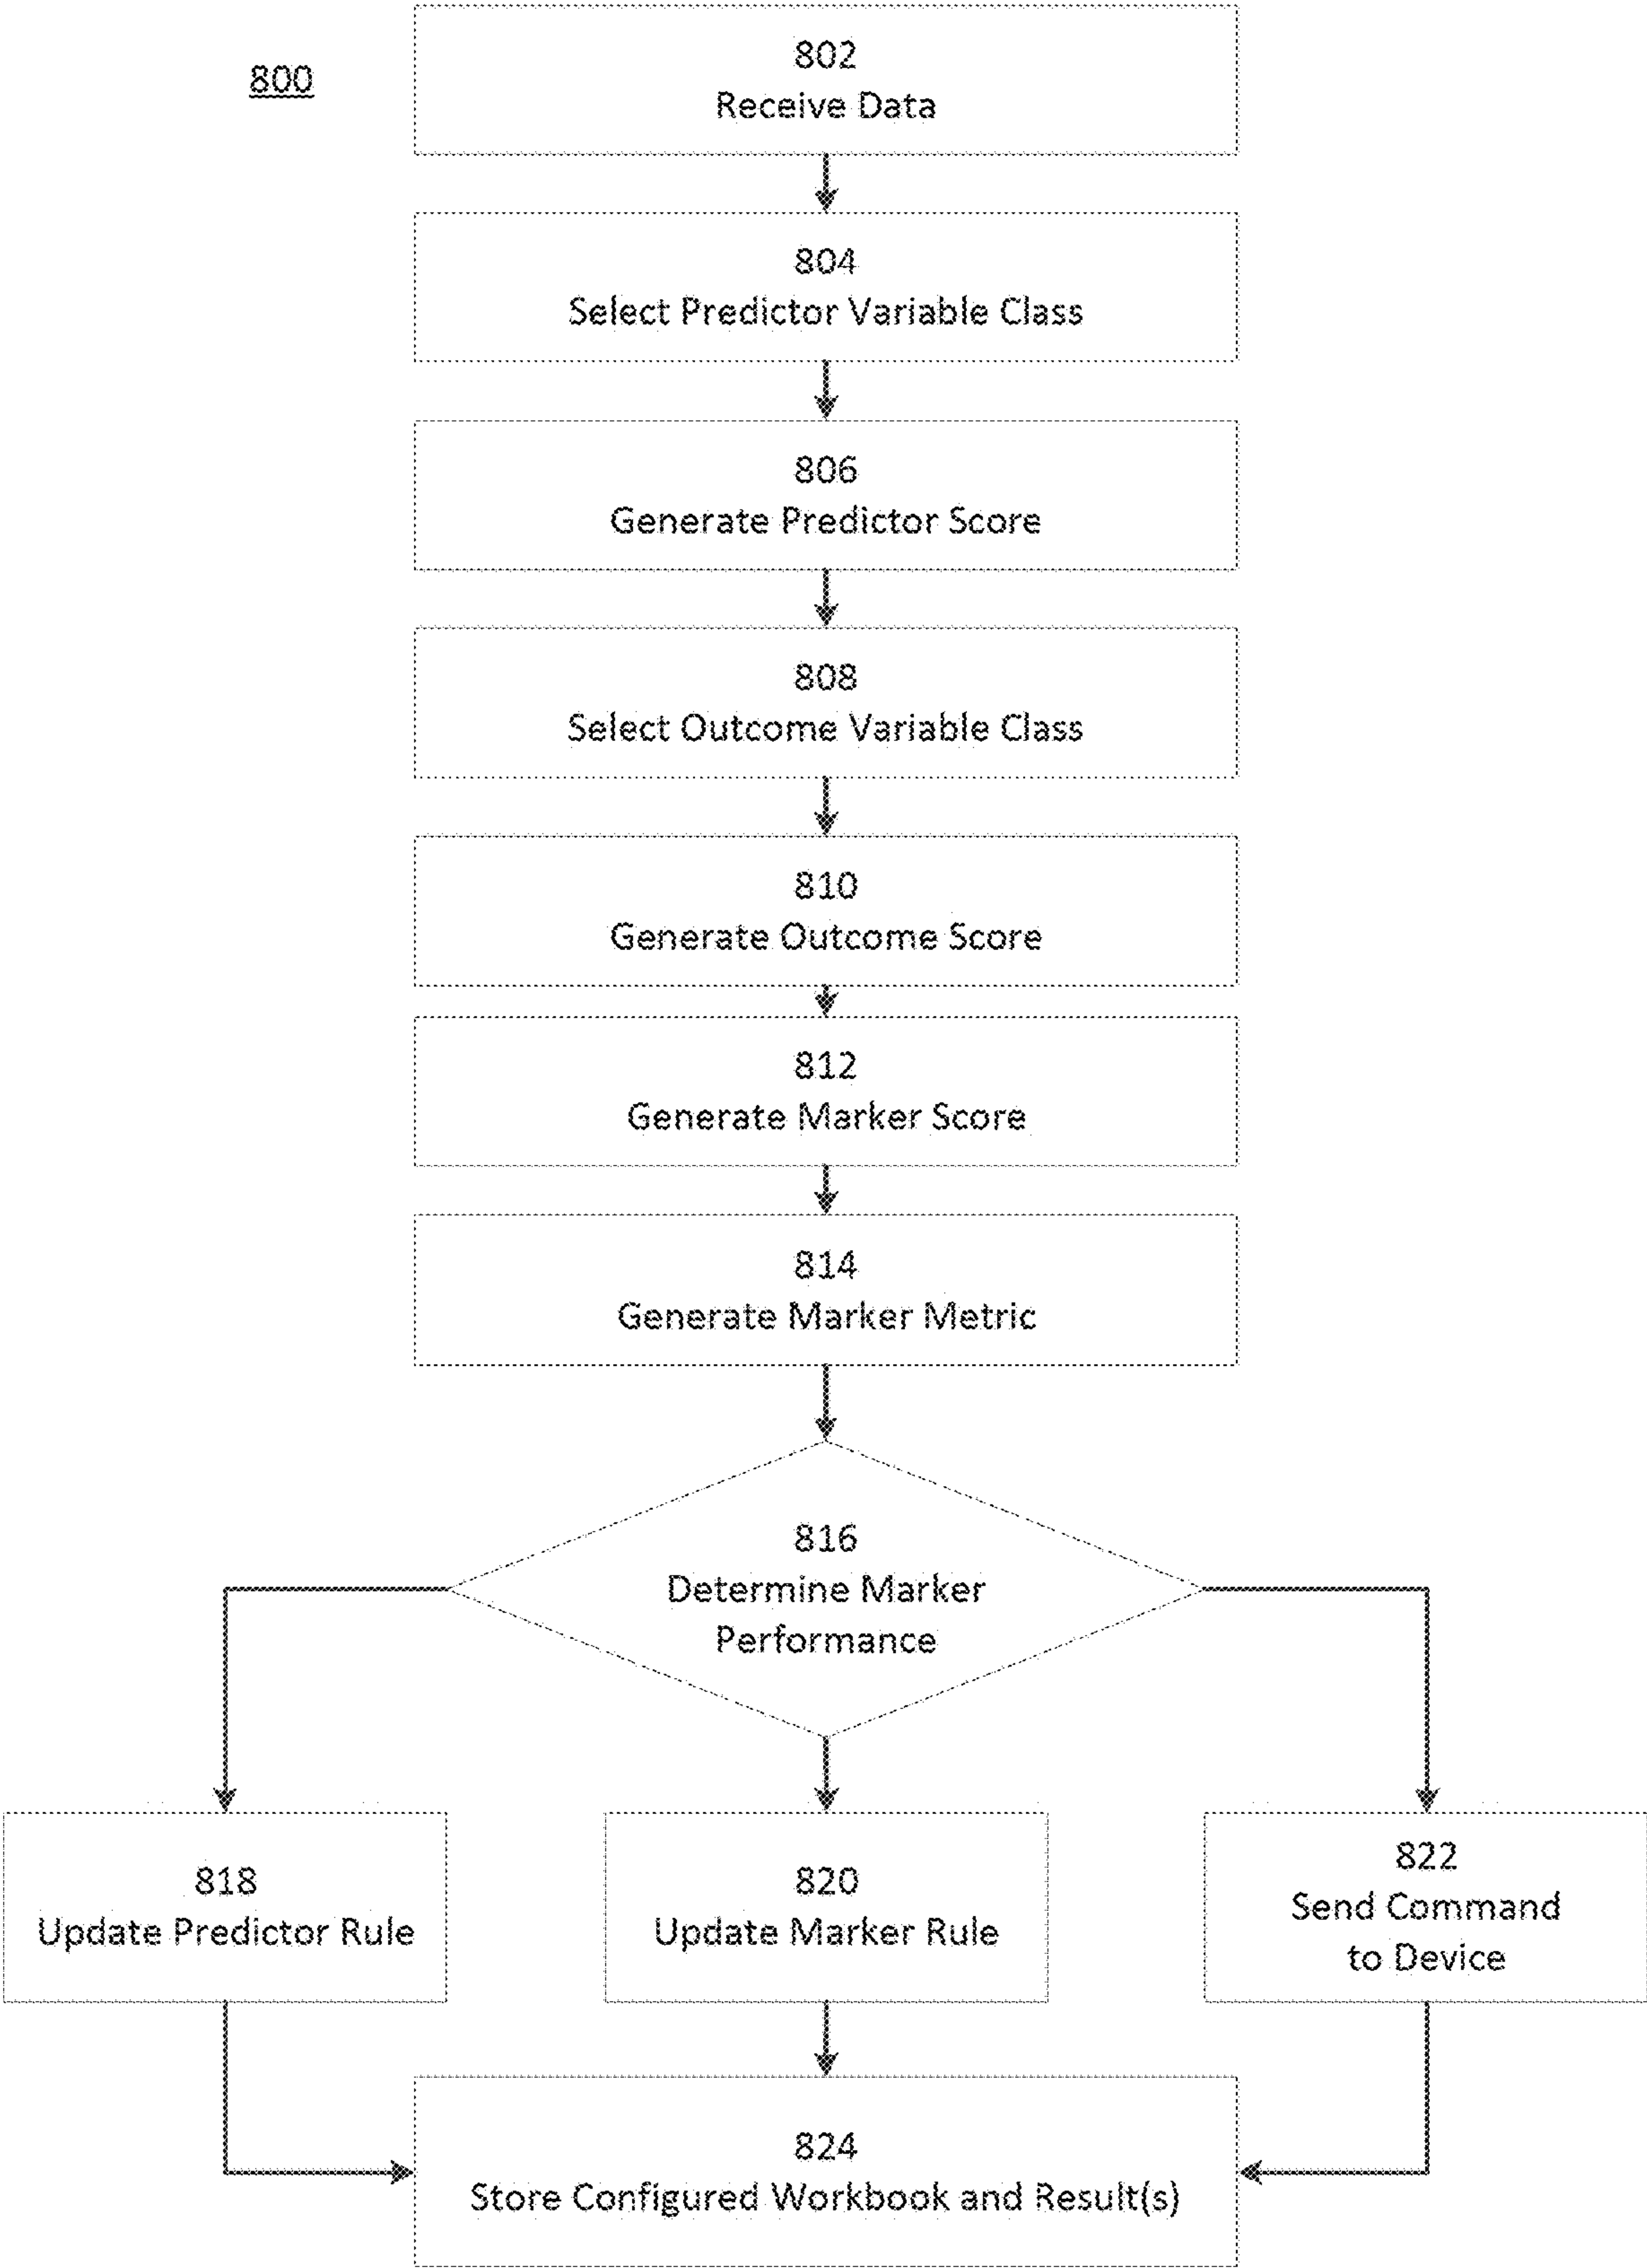 800
802
Receive Data
804
Select Predictor Variable Class
806
Generate Predictor Score
808
Select Outcome Variable Class
810
Generate Outcome Score
812
Generate Marker Score
814
Generate Marker Metric
816
Determine Marker
Performance
818
Update Predictor Rule
820
Update Marker Rule
822
Send Command
to Device
824
Store Configured Workbook and Result(s)